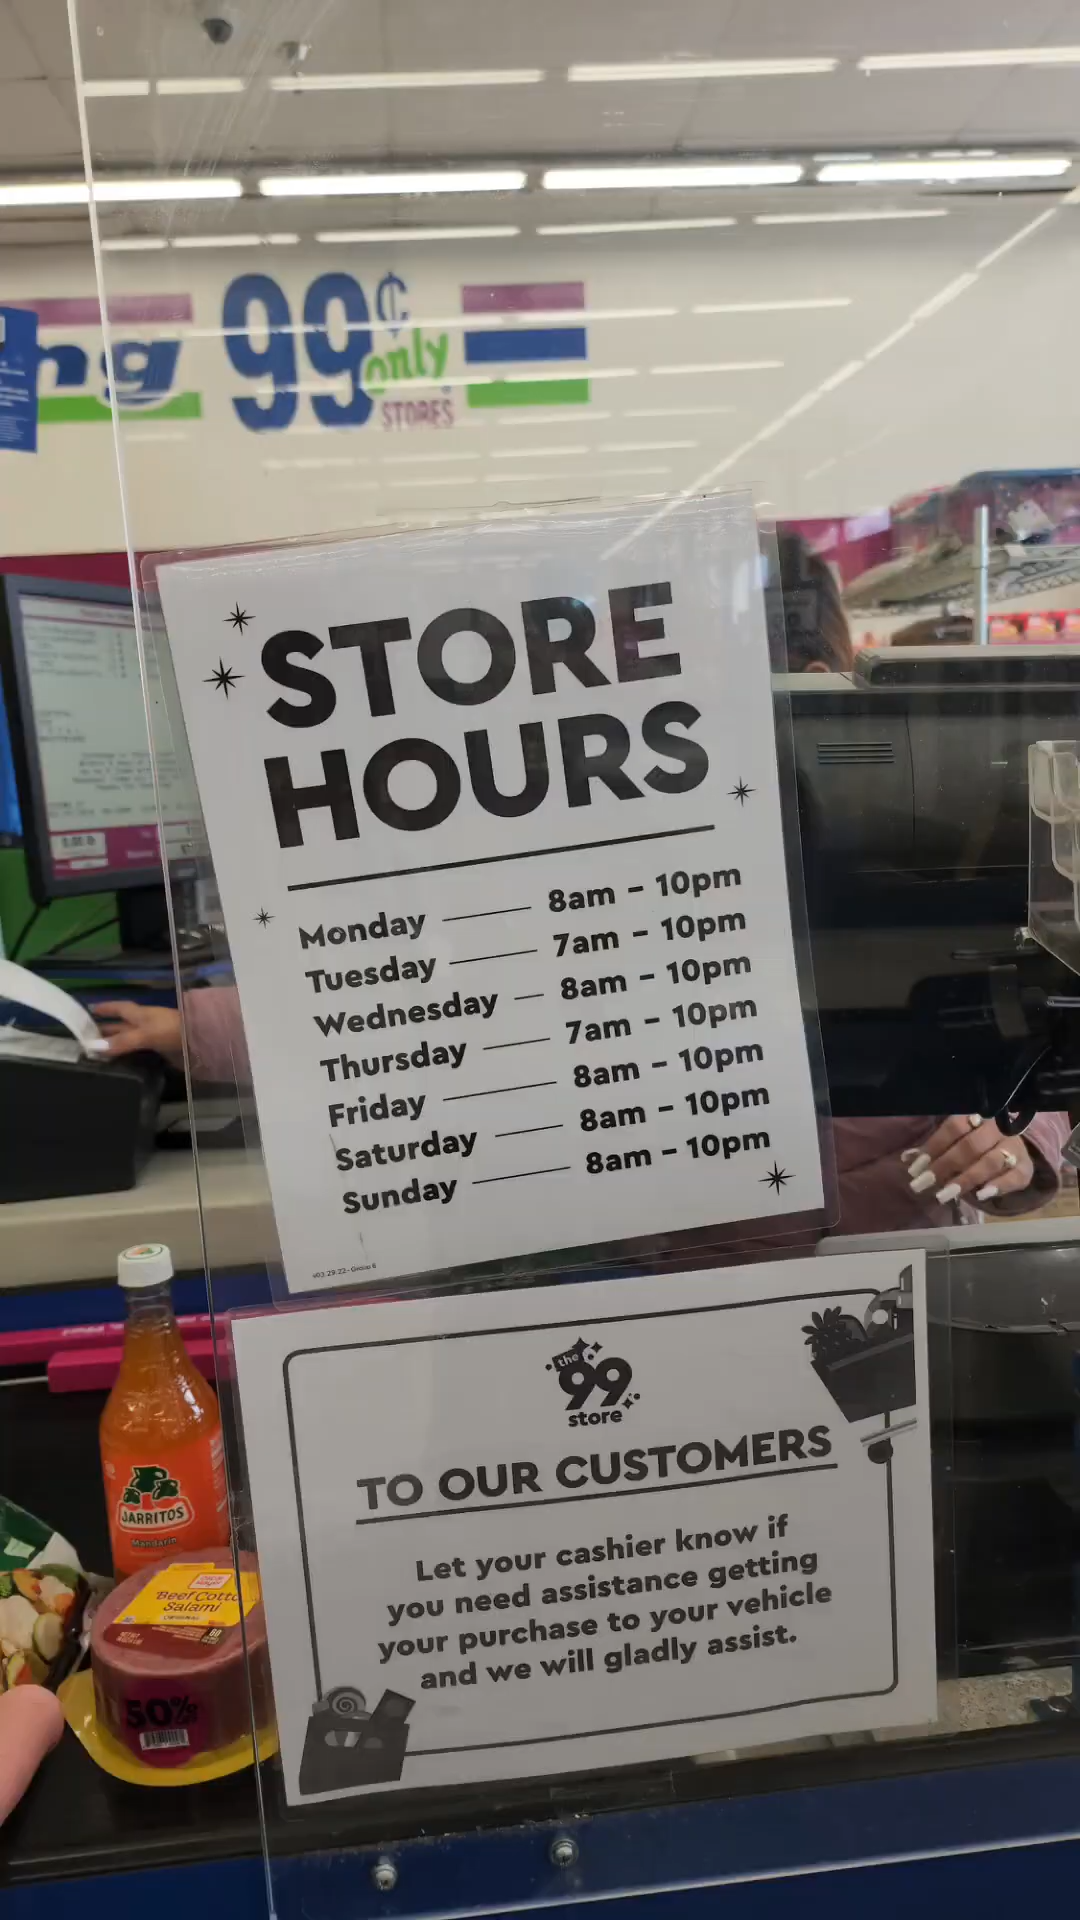 ng 99¢ only
STORES
STORE
HOURS
Monday 8am - 10pm
Tuesday 7am - 10pm
Wednesday 8am - 10pm
Thursday 7am - 10pm
Friday 8am - 10pm
Saturday 8am - 10pm
Sunday 8am - 10pm
the
99
store
TO OUR CUSTOMERS
Let your cashier know if
you need assistance getting
your purchase to your vehicle
and we will gladly assist.
JARRITOS
Mandarin
Beef Cotto
Salami
50%